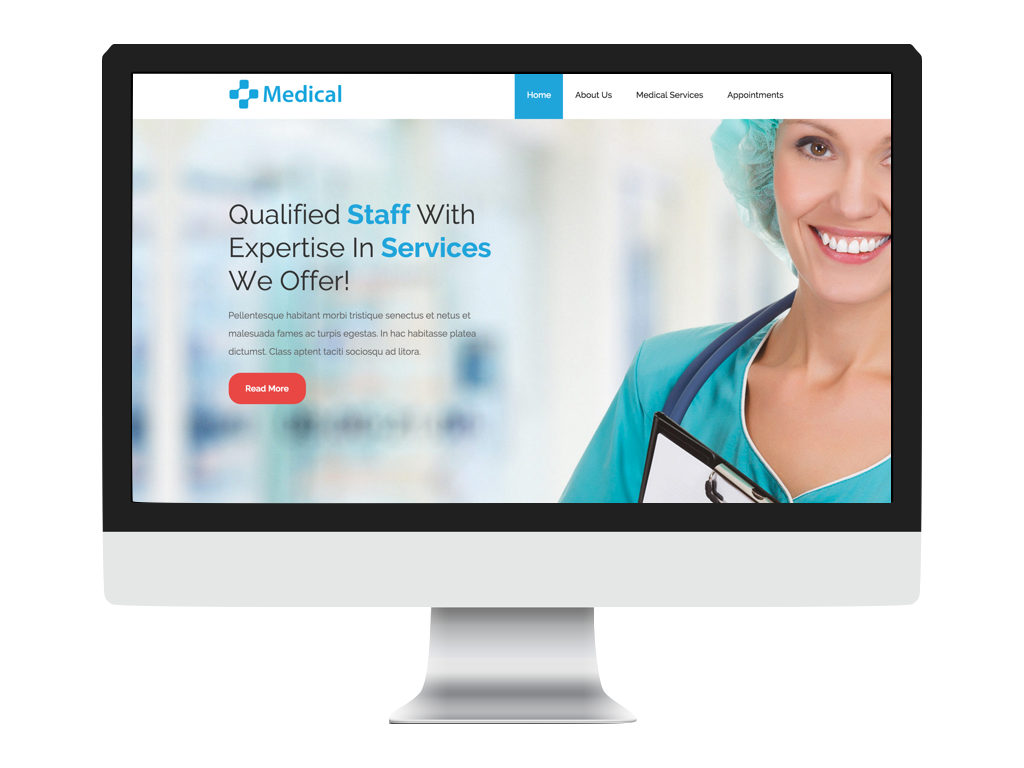 Medical
Home
About Us
Medical Services
Appointments
Qualified Staff With
Expertise In Services
We Offer!
Pellentesque habitant morbi tristique senectus et netus et
malesuada fames ac turpis egestas. In hac habitasse platea
dictumst. Class aptent taciti sociosqu ad litora.
Read More